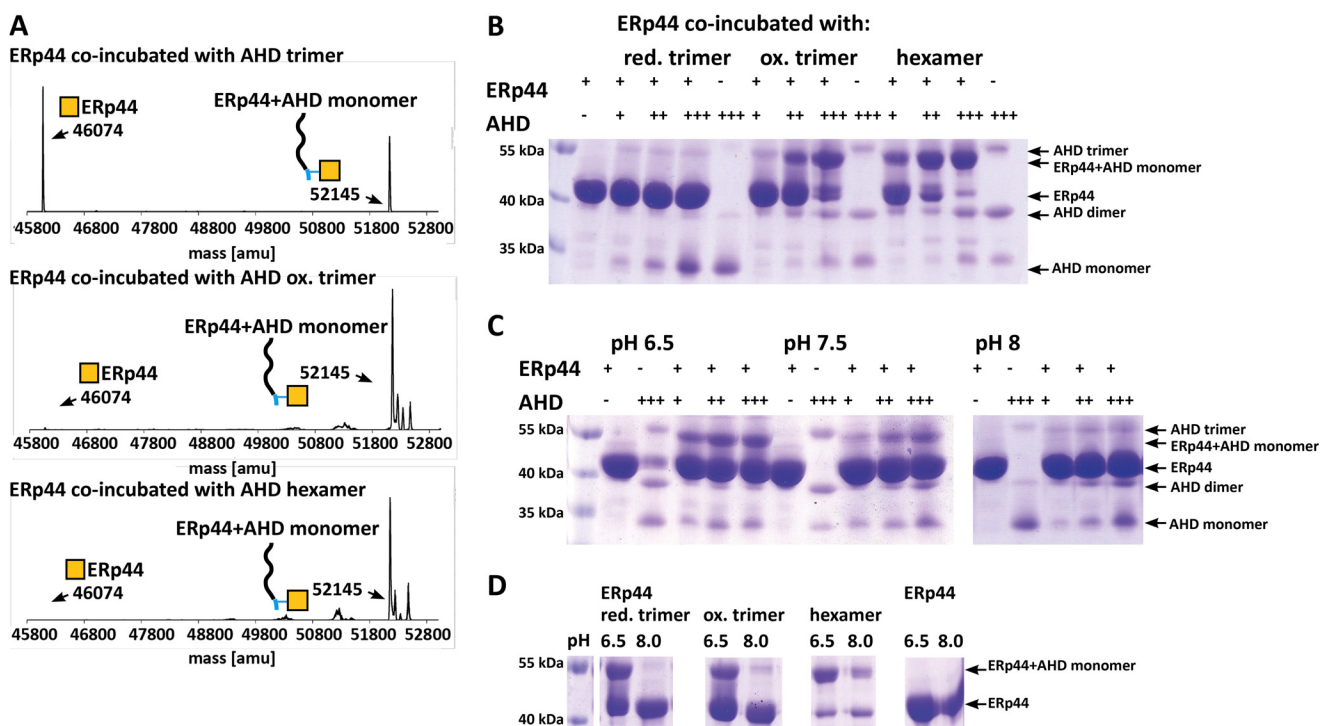 A
ERp44 co-incubated with AHD trimer
ERp44
46074
ERp44+AHD monomer
52145
45800 46800 47800 48800 49800 50800 51800 52800
mass [amu]
ERp44 co-incubated with AHD ox. trimer
ERp44+AHD monomer
ERp44
46074
52145
45800 46800 47800 48800 49800 50800 51800 52800
mass [amu]
ERp44 co-incubated with AHD hexamer
ERp44+AHD monomer
ERp44
46074
52145
45800 46800 47800 48800 49800 50800 51800 52800
mass [amu]
B
ERp44 co-incubated with:
red. trimer ox. trimer hexamer
ERp44 + + + + - + + + - + + + -
AHD - + ++ +++ +++ + ++ +++ +++ + ++ +++ +++
55 kDa
40 kDa
35 kDa
AHD trimer
ERp44+AHD monomer
ERp44
AHD dimer
AHD monomer
C
pH 6.5 pH 7.5 pH 8
ERp44 + - + + + + - + + + + - + + +
AHD - +++ + ++ +++ - +++ + ++ +++ - +++ + ++ +++
55 kDa
40 kDa
35 kDa
AHD trimer
ERp44+AHD monomer
ERp44
AHD dimer
AHD monomer
D
ERp44 ERp44
red. trimer ox. trimer hexamer
pH 6.5 8.0 6.5 8.0 6.5 8.0 6.5 8.0
55 kDa
40 kDa
ERp44+AHD monomer
ERp44